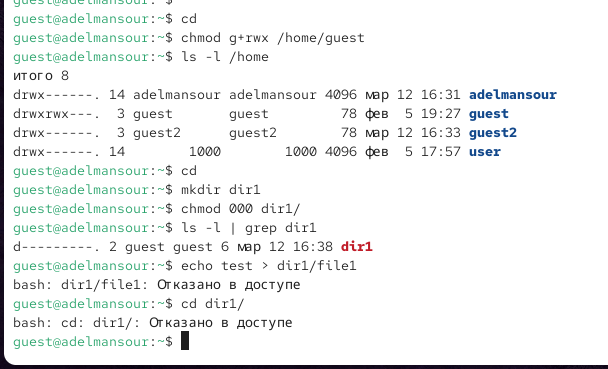 guest@adelmansour:~$ cd
guest@adelmansour:~$ chmod g+rwx /home/guest
guest@adelmansour:~$ ls -l /home
итого 8
drwx------. 14 adelmansour adelmansour 4096 мар 12 16:31 adelmansour
drwxrwx---.  3 guest       guest         78 фев  5 19:27 guest
drwx------.  3 guest2      guest2        78 мар 12 16:33 guest2
drwx------. 14        1000        1000 4096 фев  5 17:57 user
guest@adelmansour:~$ cd
guest@adelmansour:~$ mkdir dir1
guest@adelmansour:~$ chmod 000 dir1/
guest@adelmansour:~$ ls -l | grep dir1
d---------. 2 guest guest 6 мар 12 16:38 dir1
guest@adelmansour:~$ echo test > dir1/file1
bash: dir1/file1: Отказано в доступе
guest@adelmansour:~$ cd dir1/
bash: cd: dir1/: Отказано в доступе
guest@adelmansour:~$